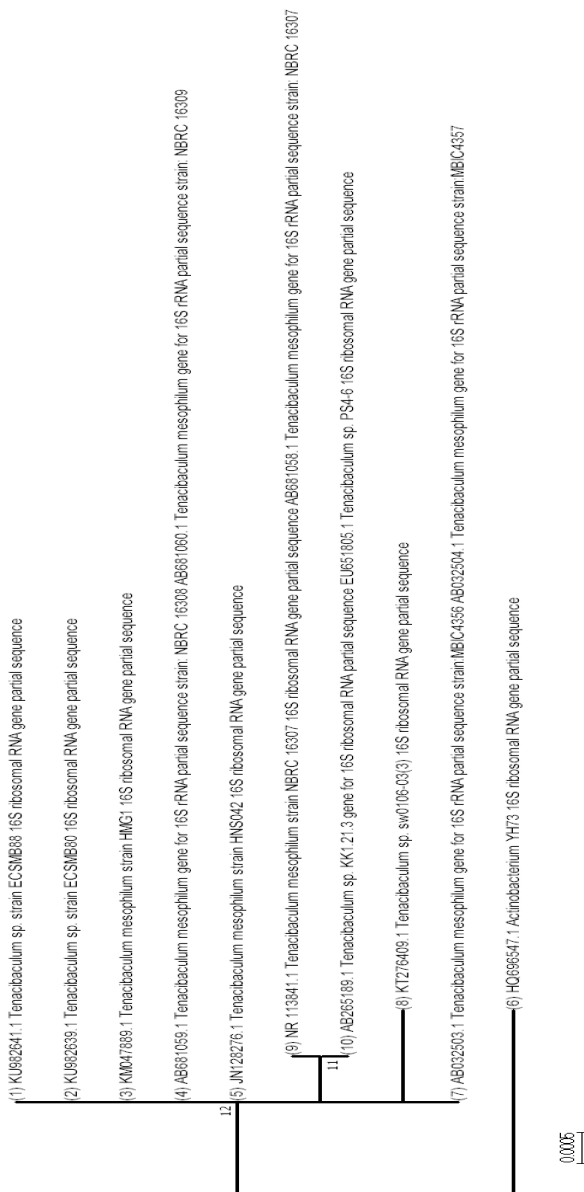 (1) KU982641.1 Tenacibaculum sp. strain ECSMB88 16S ribosomal RNA gene partial sequence
(2) KU982639.1 Tenacibaculum sp. strain ECSMB80 16S ribosomal RNA gene partial sequence
(3) KM047889.1 Tenacibaculum mesophilum strain HMG1 16S ribosomal RNA gene partial sequence
(4) AB681059.1 Tenacibaculum mesophilum gene for 16S rRNA partial sequence strain: NBRC 16308 AB681060.1 Tenacibaculum mesophilum gene for 16S rRNA partial sequence strain: NBRC 16309
12
(5) JN128276.1 Tenacibaculum mesophilum strain HNS042 16S ribosomal RNA gene partial sequence
(9) NR 113841.1 Tenacibaculum mesophilum strain NBRC 16307 16S ribosomal RNA gene partial sequence AB681058.1 Tenacibaculum mesophilum gene for 16S rRNA partial sequence strain: NBRC 16307
11
(10) AB265189.1 Tenacibaculum sp. KK1.21.3 gene for 16S ribosomal RNA partial sequence EU651805.1 Tenacibaculum sp. PS4-6 16S ribosomal RNA gene partial sequence
(8) KT276409.1 Tenacibaculum sp. sw0106-03(3) 16S ribosomal RNA gene partial sequence
(7) AB032503.1 Tenacibaculum mesophilum gene for 16S rRNA partial sequence strain:MBIC4356 AB032504.1 Tenacibaculum mesophilum gene for 16S rRNA partial sequence strain:MBIC4357
(6) HQ696547.1 Actinobacterium YH73 16S ribosomal RNA gene partial sequence
0.0005